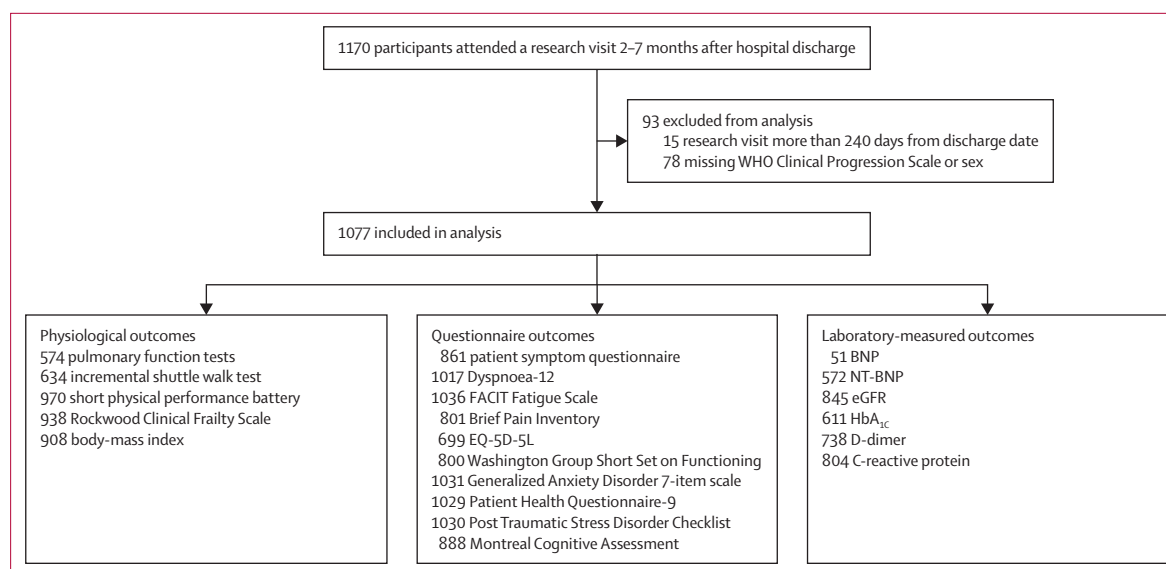 1170 participants attended a research visit 2–7 months after hospital discharge
93 excluded from analysis
15 research visit more than 240 days from discharge date
78 missing WHO Clinical Progression Scale or sex
1077 included in analysis
Physiological outcomes
574 pulmonary function tests
634 incremental shuttle walk test
970 short physical performance battery
938 Rockwood Clinical Frailty Scale
908 body-mass index
Questionnaire outcomes
861 patient symptom questionnaire
1017 Dyspnoea-12
1036 FACIT Fatigue Scale
801 Brief Pain Inventory
699 EQ-5D-5L
800 Washington Group Short Set on Functioning
1031 Generalized Anxiety Disorder 7-item scale
1029 Patient Health Questionnaire-9
1030 Post Traumatic Stress Disorder Checklist
888 Montreal Cognitive Assessment
Laboratory-measured outcomes
51 BNP
572 NT-BNP
845 eGFR
611 HbA1C
738 D-dimer
804 C-reactive protein